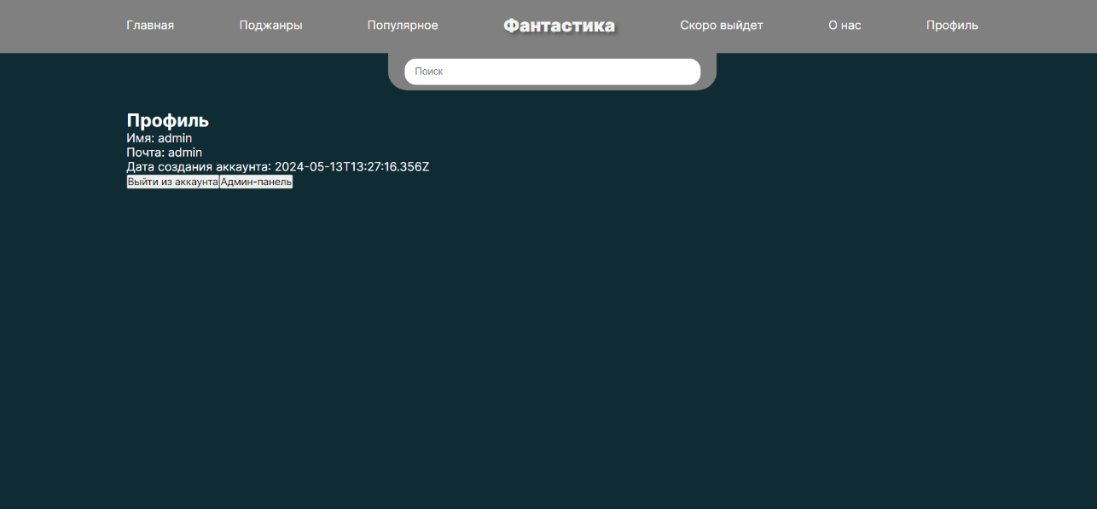 Главная Поджанры Популярное Фантастика Скоро выйдет О нас Профиль
Поиск
Профиль
Имя: admin
Почта: admin
Дата создания аккаунта: 2024-05-13T13:27:16.356Z
Выйти из аккаунта Админ-панель